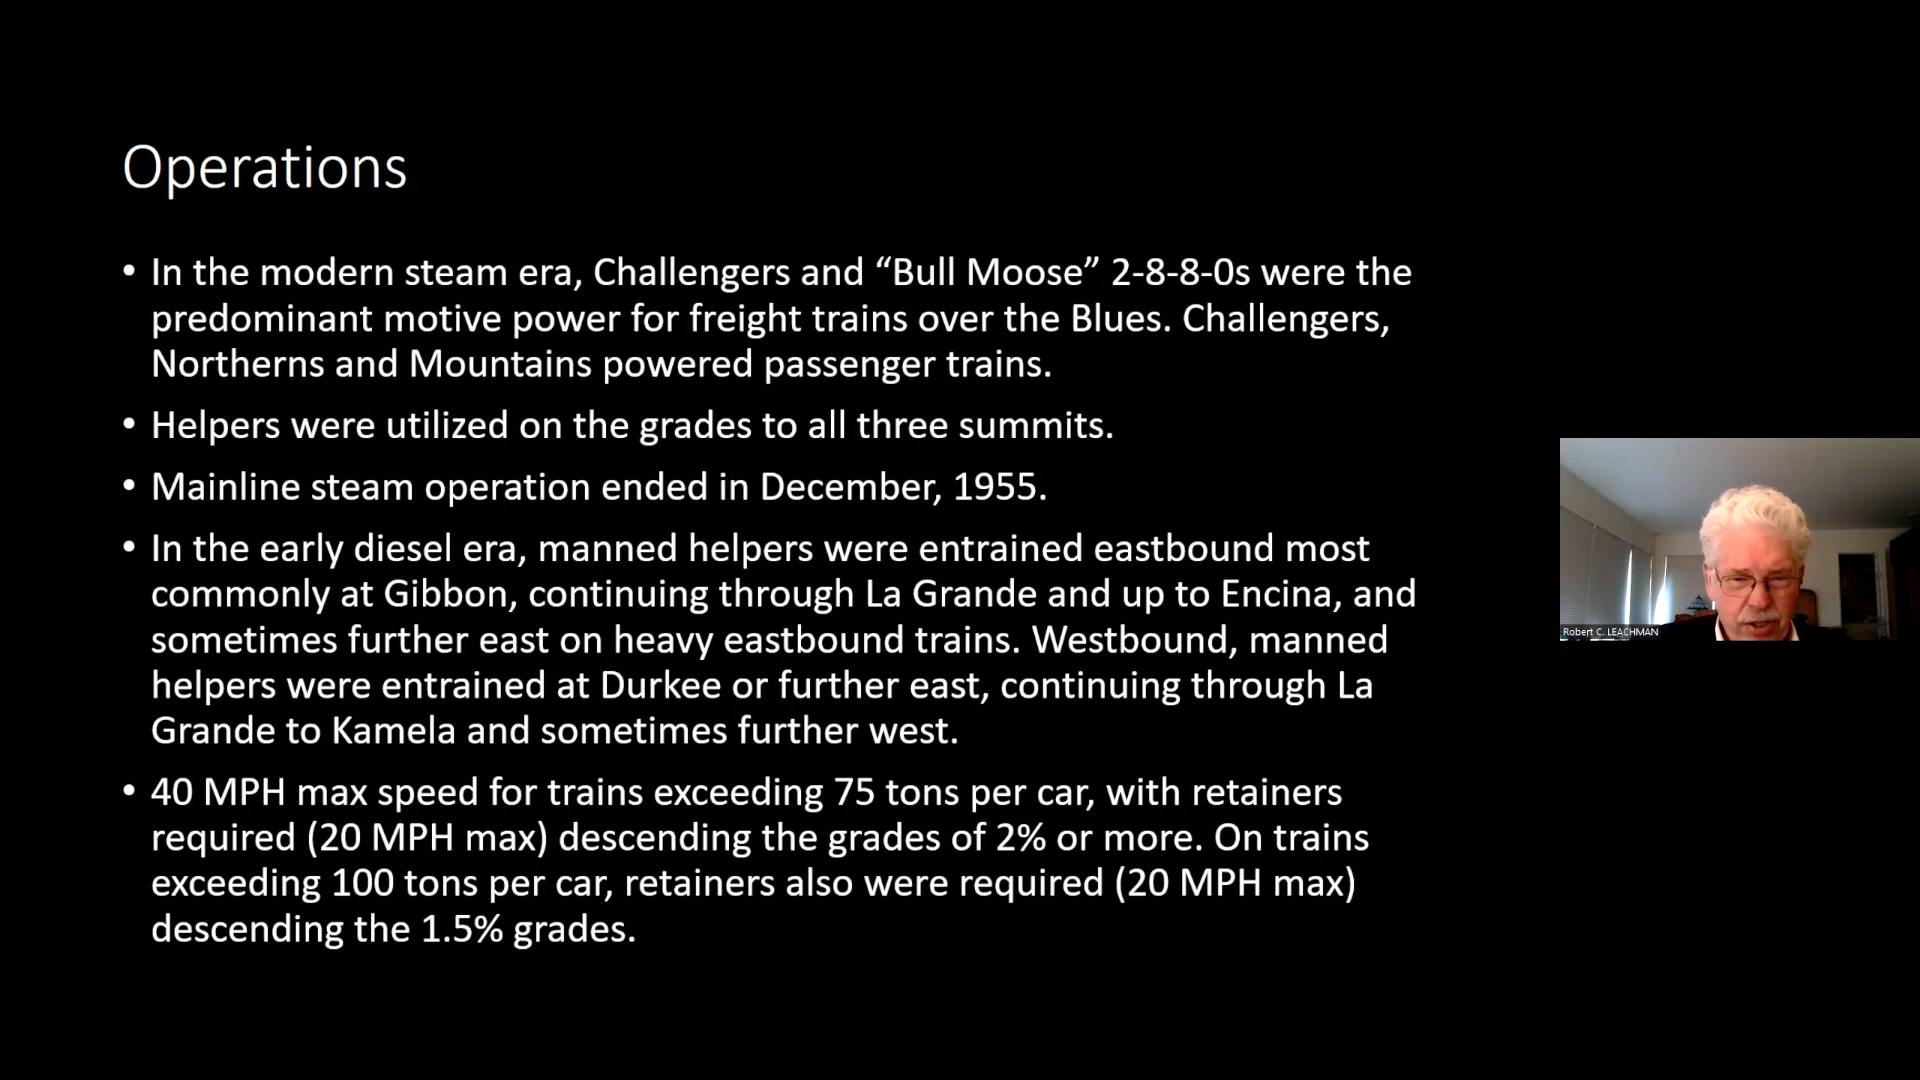 Operations
• In the modern steam era, Challengers and “Bull Moose” 2-8-8-0s were the
predominant motive power for freight trains over the Blues. Challengers,
Northerns and Mountains powered passenger trains.
• Helpers were utilized on the grades to all three summits.
• Mainline steam operation ended in December, 1955.
• In the early diesel era, manned helpers were entrained eastbound most
commonly at Gibbon, continuing through La Grande and up to Encina, and
sometimes further east on heavy eastbound trains. Westbound, manned
helpers were entrained at Durkee or further east, continuing through La
Grande to Kamela and sometimes further west.
• 40 MPH max speed for trains exceeding 75 tons per car, with retainers
required (20 MPH max) descending the grades of 2% or more. On trains
exceeding 100 tons per car, retainers also were required (20 MPH max)
descending the 1.5% grades.
Robert C. LEACHMAN